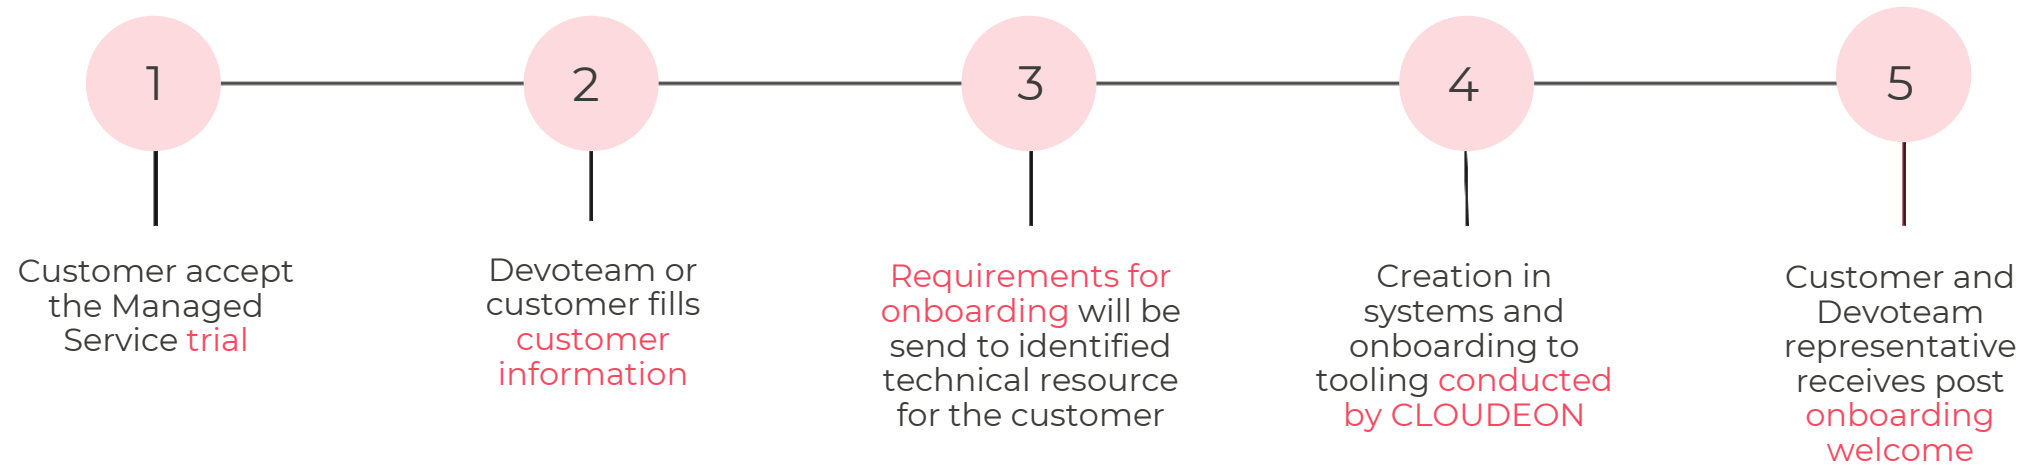 1
2
3
4
5
Customer accept
the Managed
Service trial
Devoteam or
customer fills
customer
information
Requirements for
onboarding will be
send to identified
technical resource
for the customer
Creation in
systems and
onboarding to
tooling conducted
by CLOUDEON
Customer and
Devoteam
representative
receives post
onboarding
welcome